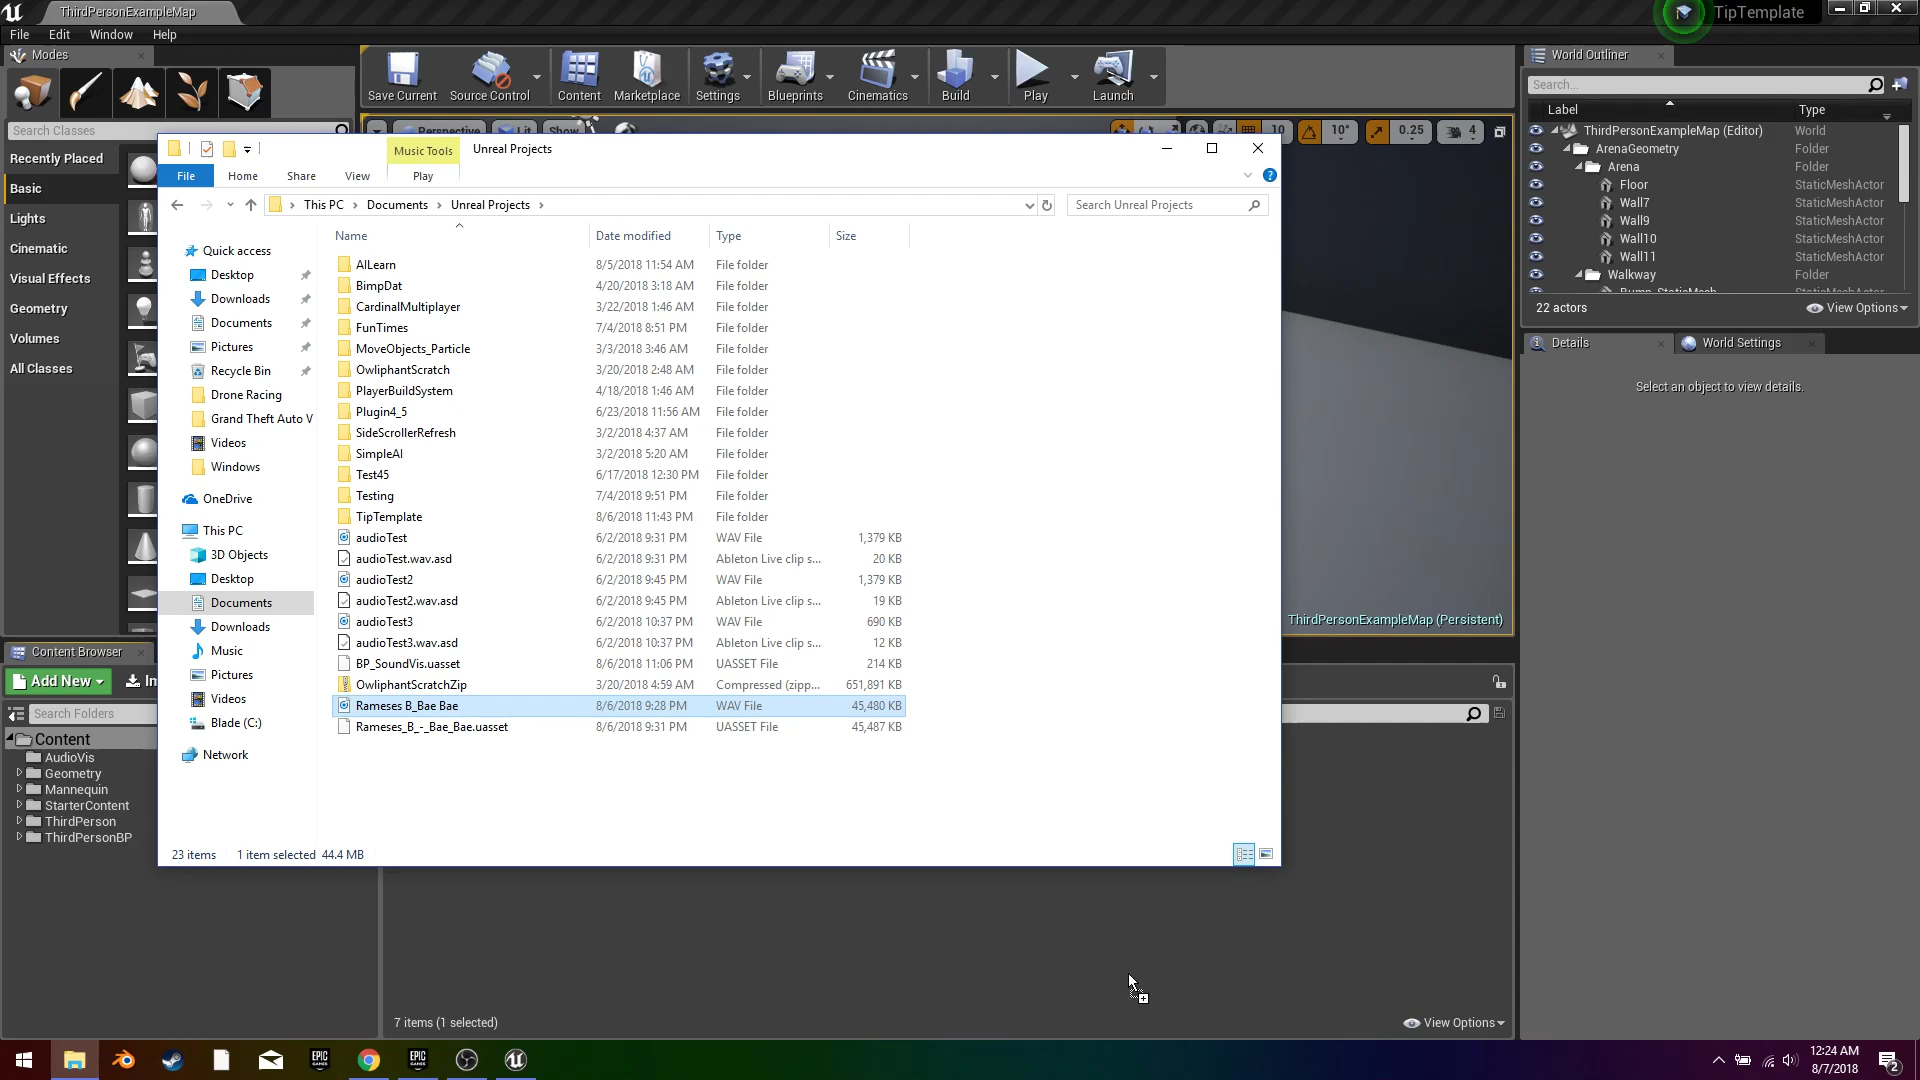 ThirdPersonExampleMap
TipTemplate
File Edit Window Help
Modes
Save Current
Source Control
Content
Marketplace
Settings
Blueprints
Cinematics
Build
Play
Launch
World Outliner
Search...
Label Type
ThirdPersonExampleMap (Editor) World
ArenaGeometry Folder
Arena Folder
Floor StaticMeshActor
Wall7 StaticMeshActor
Wall9 StaticMeshActor
Wall10 StaticMeshActor
Wall11 StaticMeshActor
Walkway Folder
Bump_StaticMesh
22 actors
View Options
Details
World Settings
Select an object to view details.
Search Classes
Recently Placed
Basic
Lights
Cinematic
Visual Effects
Geometry
Volumes
All Classes
Perspective Lit Show
10 10° 0.25 4
Music Tools
Unreal Projects
File Home Share View Play
This PC Documents Unreal Projects
Search Unreal Projects
Name Date modified Type Size
Quick access
Desktop
Downloads
Documents
Pictures
Recycle Bin
Drone Racing
Grand Theft Auto V
Videos
Windows
OneDrive
This PC
3D Objects
Desktop
Documents
Downloads
Music
Pictures
Videos
Blade (C:)
Network
AILearn 8/5/2018 11:54 AM File folder
BimpDat 4/20/2018 3:18 AM File folder
CardinalMultiplayer 3/22/2018 1:46 AM File folder
FunTimes 7/4/2018 8:51 PM File folder
MoveObjects_Particle 3/3/2018 3:46 AM File folder
OwliphantScratch 3/20/2018 2:48 AM File folder
PlayerBuildSystem 4/18/2018 1:46 AM File folder
Plugin4_5 6/23/2018 11:56 AM File folder
SideScrollerRefresh 3/2/2018 4:37 AM File folder
SimpleAI 3/2/2018 5:20 AM File folder
Test45 6/17/2018 12:30 PM File folder
Testing 7/4/2018 9:51 PM File folder
TipTemplate 8/6/2018 11:43 PM File folder
audioTest 6/2/2018 9:31 PM WAV File 1,379 KB
audioTest.wav.asd 6/2/2018 9:31 PM Ableton Live clip s... 20 KB
audioTest2 6/2/2018 9:45 PM WAV File 1,379 KB
audioTest2.wav.asd 6/2/2018 9:45 PM Ableton Live clip s... 19 KB
audioTest3 6/2/2018 10:37 PM WAV File 690 KB
audioTest3.wav.asd 6/2/2018 10:37 PM Ableton Live clip s... 12 KB
BP_SoundVis.uasset 8/6/2018 11:06 PM UASSET File 214 KB
OwliphantScratchZip 3/20/2018 4:59 AM Compressed (zipp... 651,891 KB
Rameses B_Bae Bae 8/6/2018 9:28 PM WAV File 45,480 KB
Rameses_B_-_Bae_Bae.uasset 8/6/2018 9:31 PM UASSET File 45,487 KB
23 items 1 item selected 44.4 MB
ThirdPersonExampleMap (Persistent)
Content Browser
Add New
Im
Search Folders
Content
AudioVis
Geometry
Mannequin
StarterContent
ThirdPerson
ThirdPersonBP
7 items (1 selected)
View Options
EPIC GAMES
EPIC GAMES
12:24 AM
8/7/2018
2